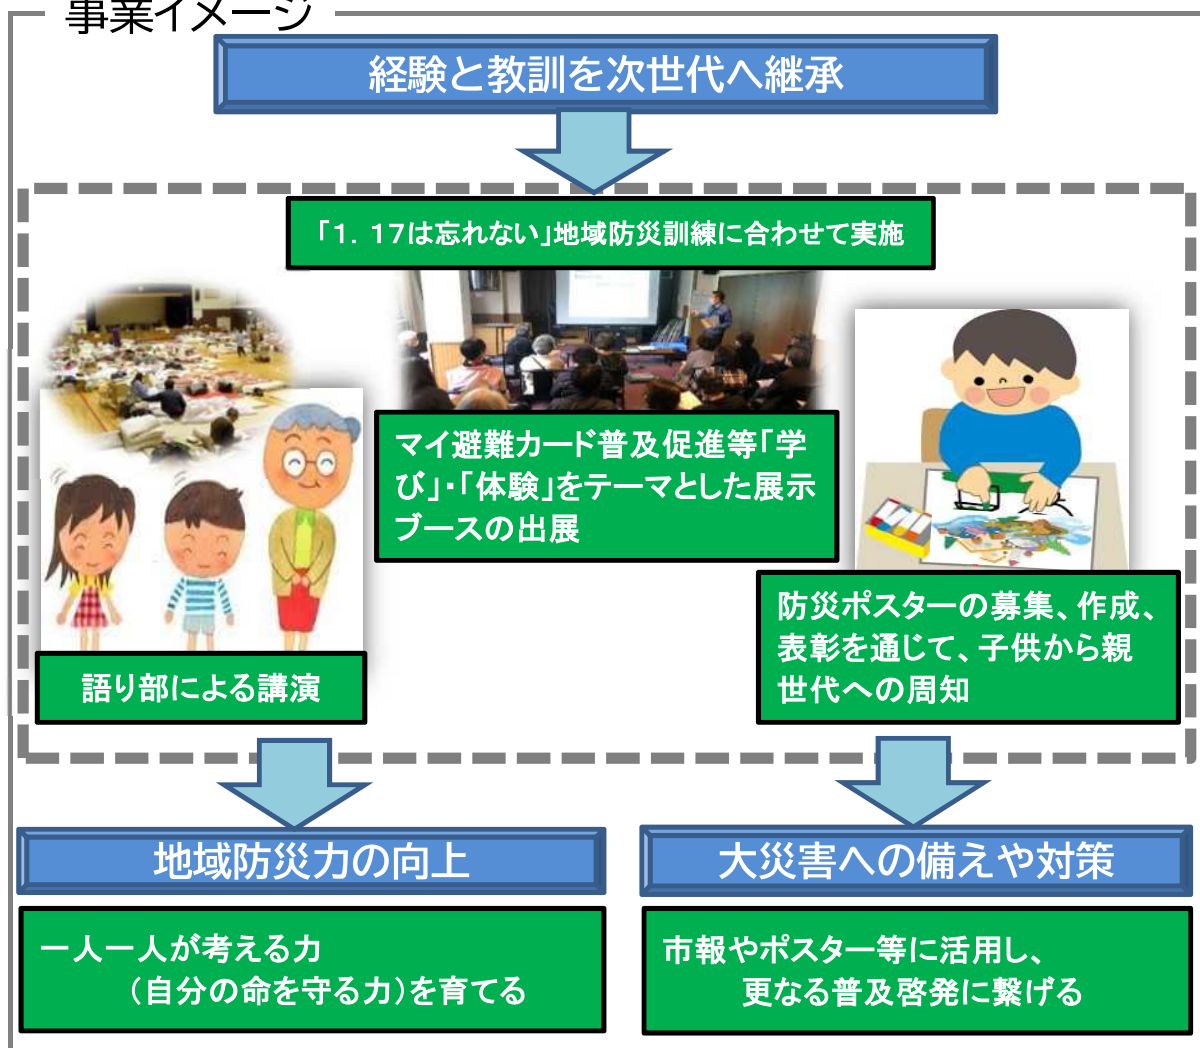 事業イメージ
経験と教訓を次世代へ継承
「1．17は忘れない」地域防災訓練に合わせて実施
マイ避難カード普及促進等「学
び」・「体験」をテーマとした展示
ブースの出展
語り部による講演
防災ポスターの募集、作成、
表彰を通じて、子供から親
世代への周知
地域防災力の向上
一人一人が考える力
（自分の命を守る力）を育てる
大災害への備えや対策
市報やポスター等に活用し、
更なる普及啓発に繋げる